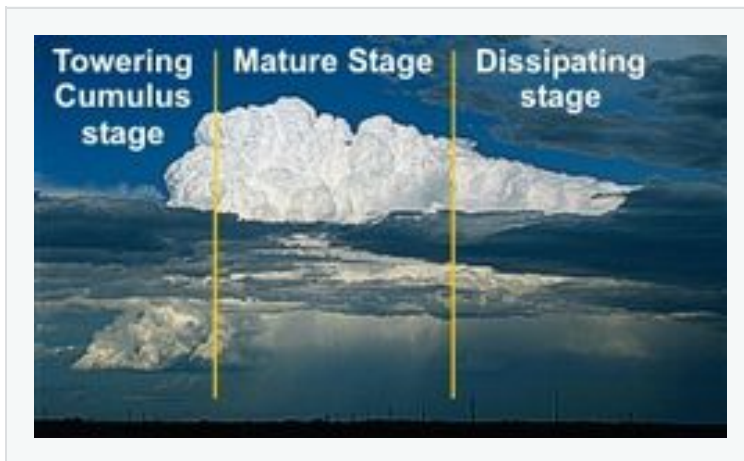 Towering
Cumulus
stage
Mature Stage
Dissipating
stage